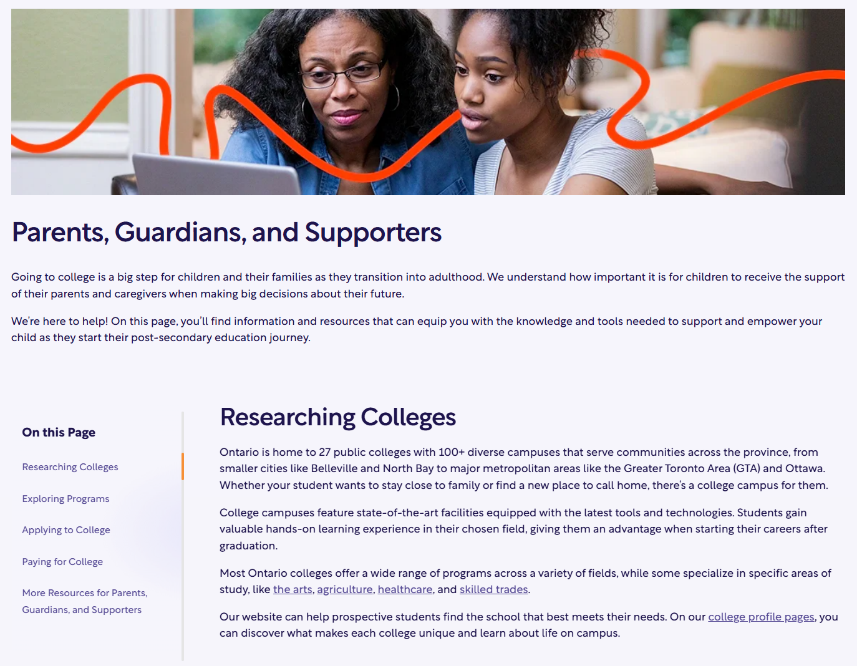 Parents, Guardians, and Supporters
Going to college is a big step for children and their families as they transition into adulthood. We understand how important it is for children to receive the support
of their parents and caregivers when making big decisions about their future.
We're here to help! On this page, you'll find information and resources that can equip you with the knowledge and tools needed to support and empower your
child as they start their post-secondary education journey.
On this Page
Researching Colleges
Exploring Programs
Applying to College
Paying for College
More Resources for Parents,
Guardians, and Supporters
Researching Colleges
Ontario is home to 27 public colleges with 100+ diverse campuses that serve communities across the province, from
smaller cities like Belleville and North Bay to major metropolitan areas like the Greater Toronto Area (GTA) and Ottawa.
Whether your student wants to stay close to family or find a new place to call home, there's a college campus for them.
College campuses feature state-of-the-art facilities equipped with the latest tools and technologies. Students gain
valuable hands-on learning experience in their chosen field, giving them an advantage when starting their careers after
graduation.
Most Ontario colleges offer a wide range of programs across a variety of fields, while some specialize in specific areas of
study, like the arts, agriculture, healthcare, and skilled trades.
Our website can help prospective students find the school that best meets their needs. On our college profile pages, you
can discover what makes each college unique and learn about life on campus.